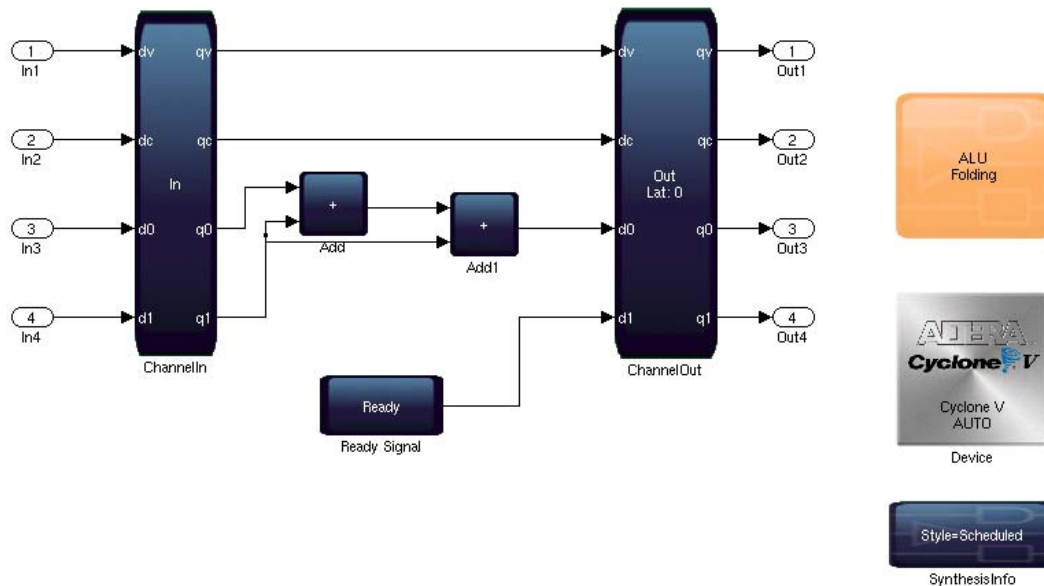 1
In1
2
In2
3
In3
4
In4
dv
qv
dc
qc
In
d0
q0
d1
q1
ChannelIn
+
Add
+
Add1
Ready
Ready Signal
dv
qv
dc
qc
Out
Lat: 0
d0
q0
d1
q1
ChannelOut
1
Out1
2
Out2
3
Out3
4
Out4
ALU
Folding
ALTERA
Cyclone V
Cyclone V
AUTO
Device
Style=Scheduled
SynthesisInfo